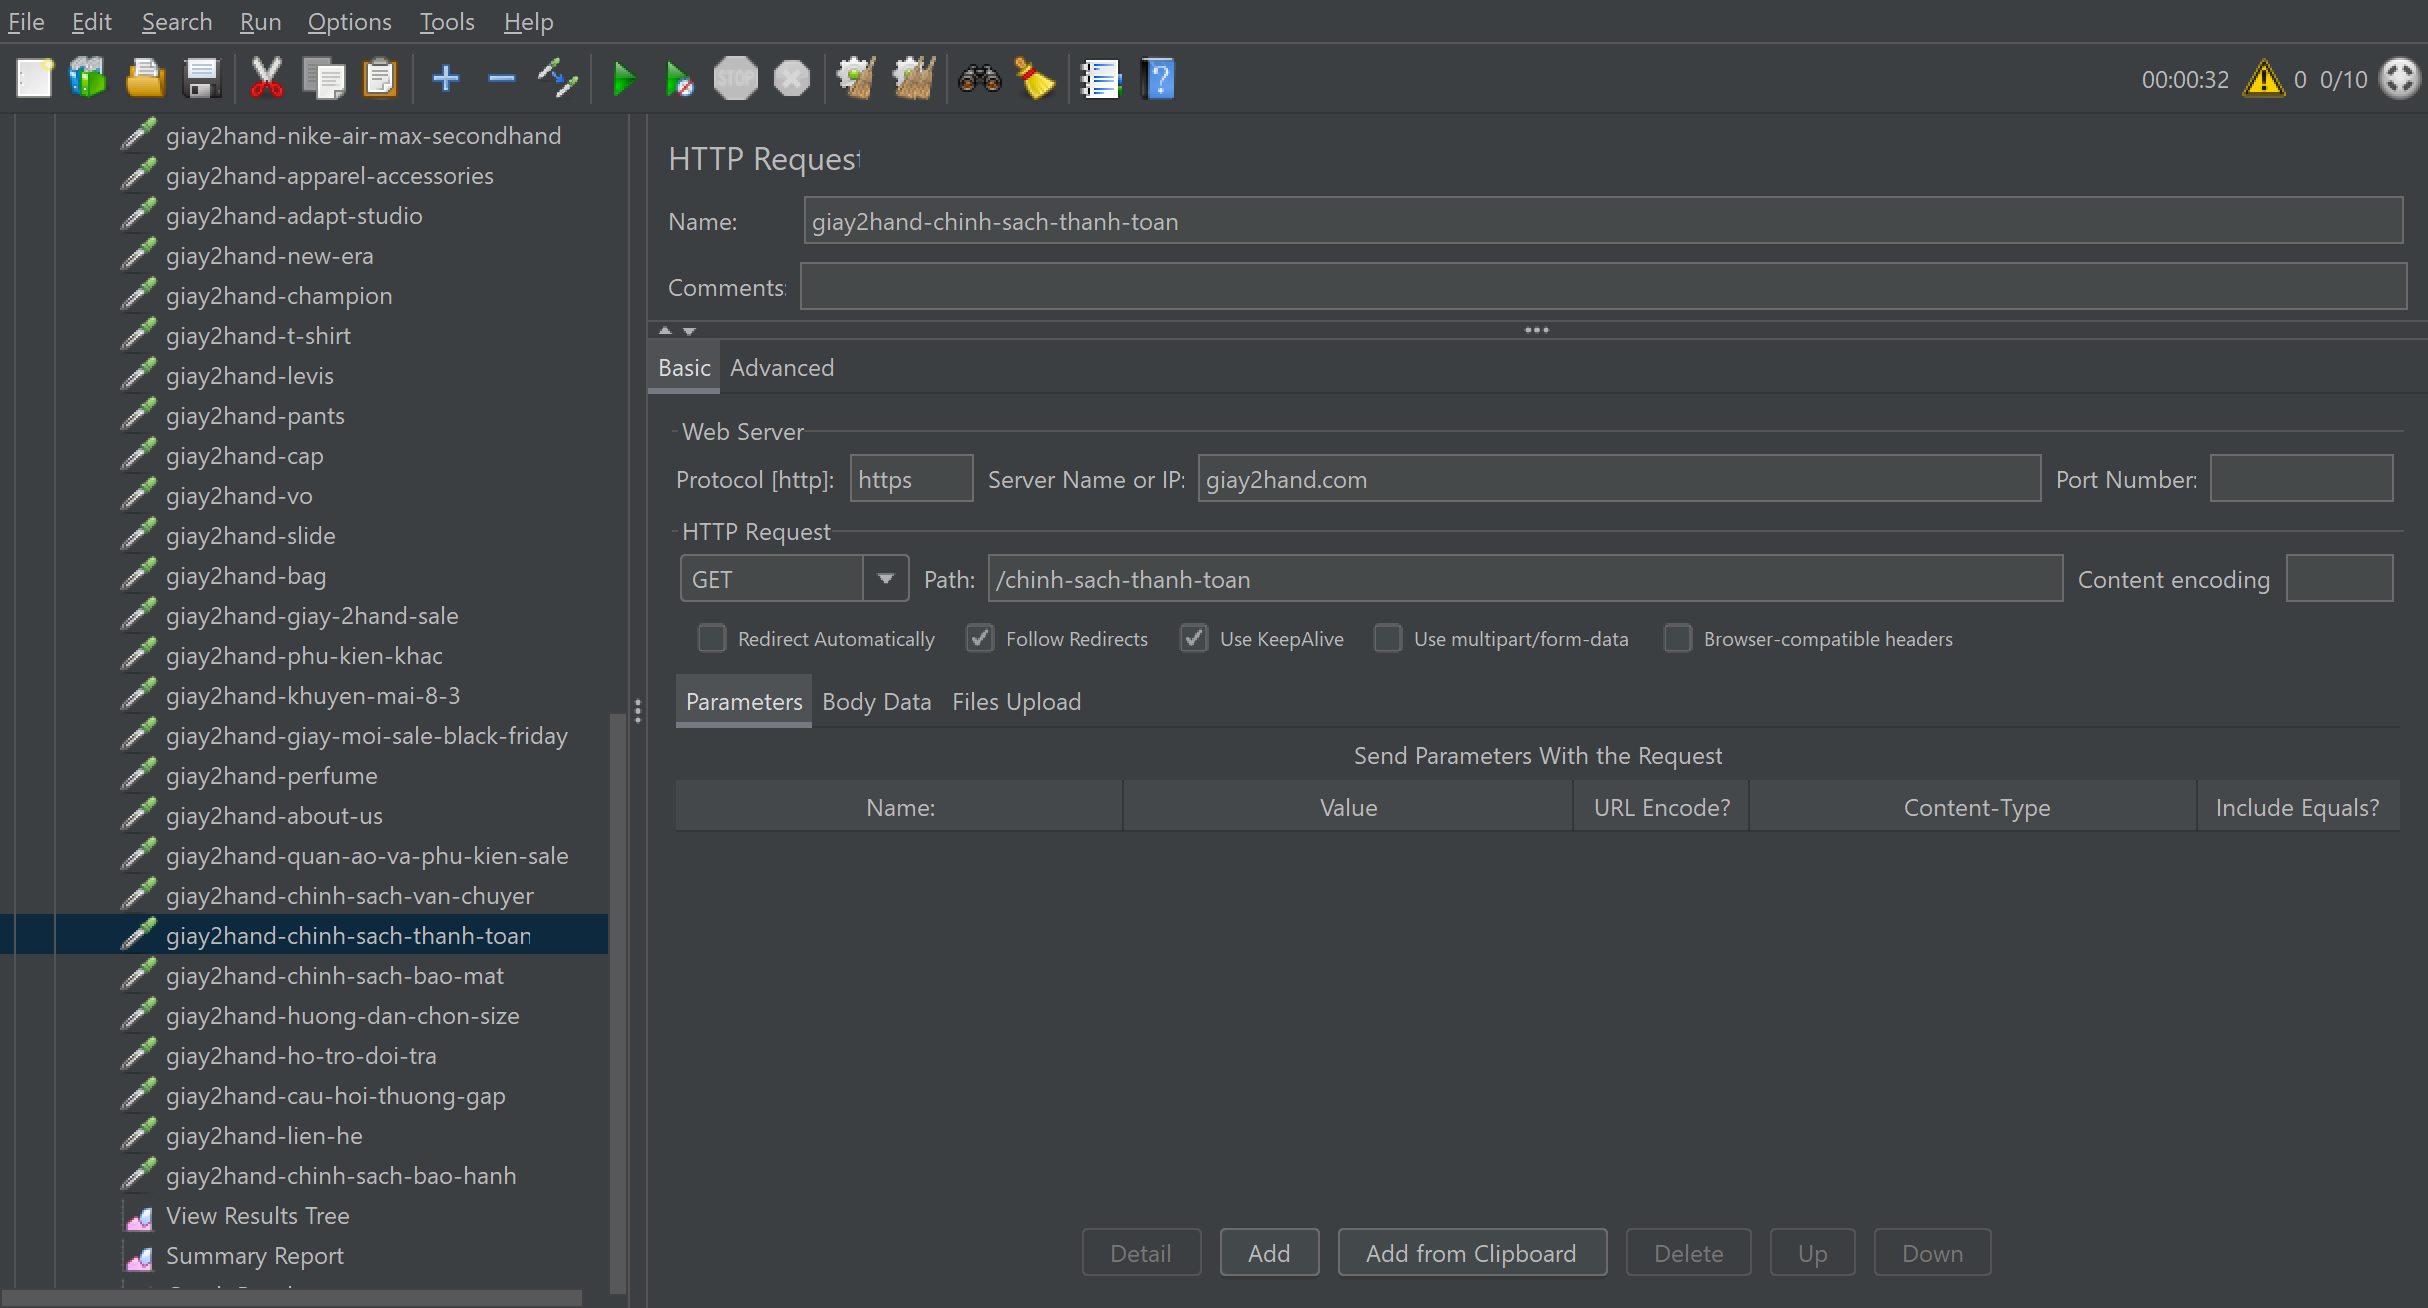 File Edit Search Run Options Tools Help
STOP
?
00:00:32 0 0/10
giay2hand-nike-air-max-secondhand
giay2hand-apparel-accessories
giay2hand-adapt-studio
giay2hand-new-era
giay2hand-champion
giay2hand-t-shirt
giay2hand-levis
giay2hand-pants
giay2hand-cap
giay2hand-vo
giay2hand-slide
giay2hand-bag
giay2hand-giay-2hand-sale
giay2hand-phu-kien-khac
giay2hand-khuyen-mai-8-3
giay2hand-giay-moi-sale-black-friday
giay2hand-perfume
giay2hand-about-us
giay2hand-quan-ao-va-phu-kien-sale
giay2hand-chinh-sach-van-chuyer
giay2hand-chinh-sach-thanh-toan
giay2hand-chinh-sach-bao-mat
giay2hand-huong-dan-chon-size
giay2hand-ho-tro-doi-tra
giay2hand-cau-hoi-thuong-gap
giay2hand-lien-he
giay2hand-chinh-sach-bao-hanh
View Results Tree
Summary Report
HTTP Request
Name: giay2hand-chinh-sach-thanh-toan
Comments:
Basic Advanced
Web Server
Protocol [http]: https Server Name or IP: giay2hand.com Port Number:
HTTP Request
GET Path: /chinh-sach-thanh-toan Content encoding
Redirect Automatically Follow Redirects Use KeepAlive Use multipart/form-data Browser-compatible headers
Parameters Body Data Files Upload
Send Parameters With the Request
Name: Value URL Encode? Content-Type Include Equals?
Detail Add Add from Clipboard Delete Up Down